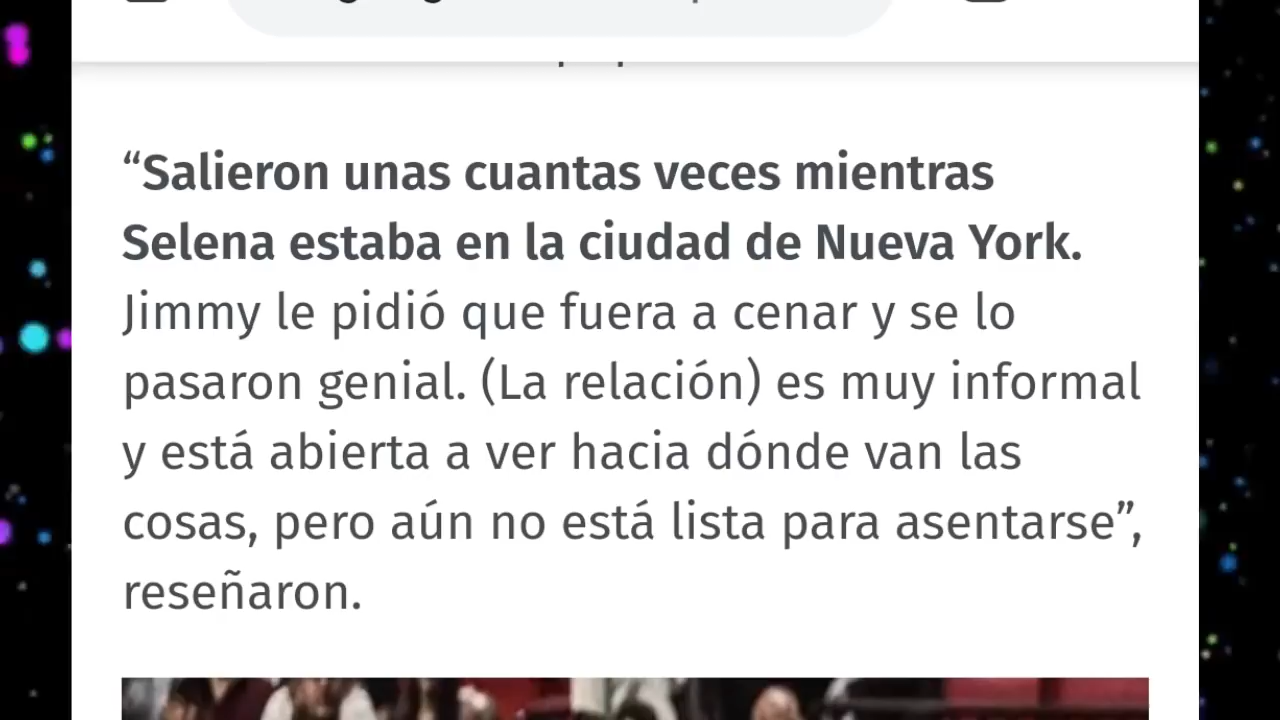 “Salieron unas cuantas veces mientras
Selena estaba en la ciudad de Nueva York.
Jimmy le pidió que fuera a cenar y se lo
pasaron genial. (La relación) es muy informal
y está abierta a ver hacia dónde van las
cosas, pero aún no está lista para asentarse”,
reseñaron.